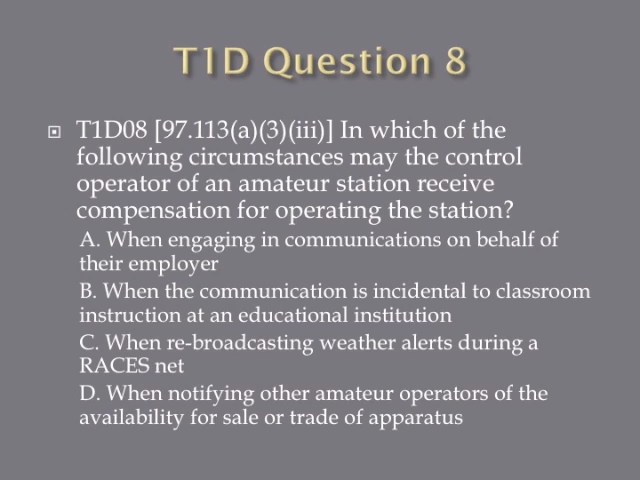 T1D Question 8
T1D08 [97.113(a)(3)(iii)] In which of the
following circumstances may the control
operator of an amateur station receive
compensation for operating the station?
A. When engaging in communications on behalf of
their employer
B. When the communication is incidental to classroom
instruction at an educational institution
C. When re-broadcasting weather alerts during a
RACES net
D. When notifying other amateur operators of the
availability for sale or trade of apparatus